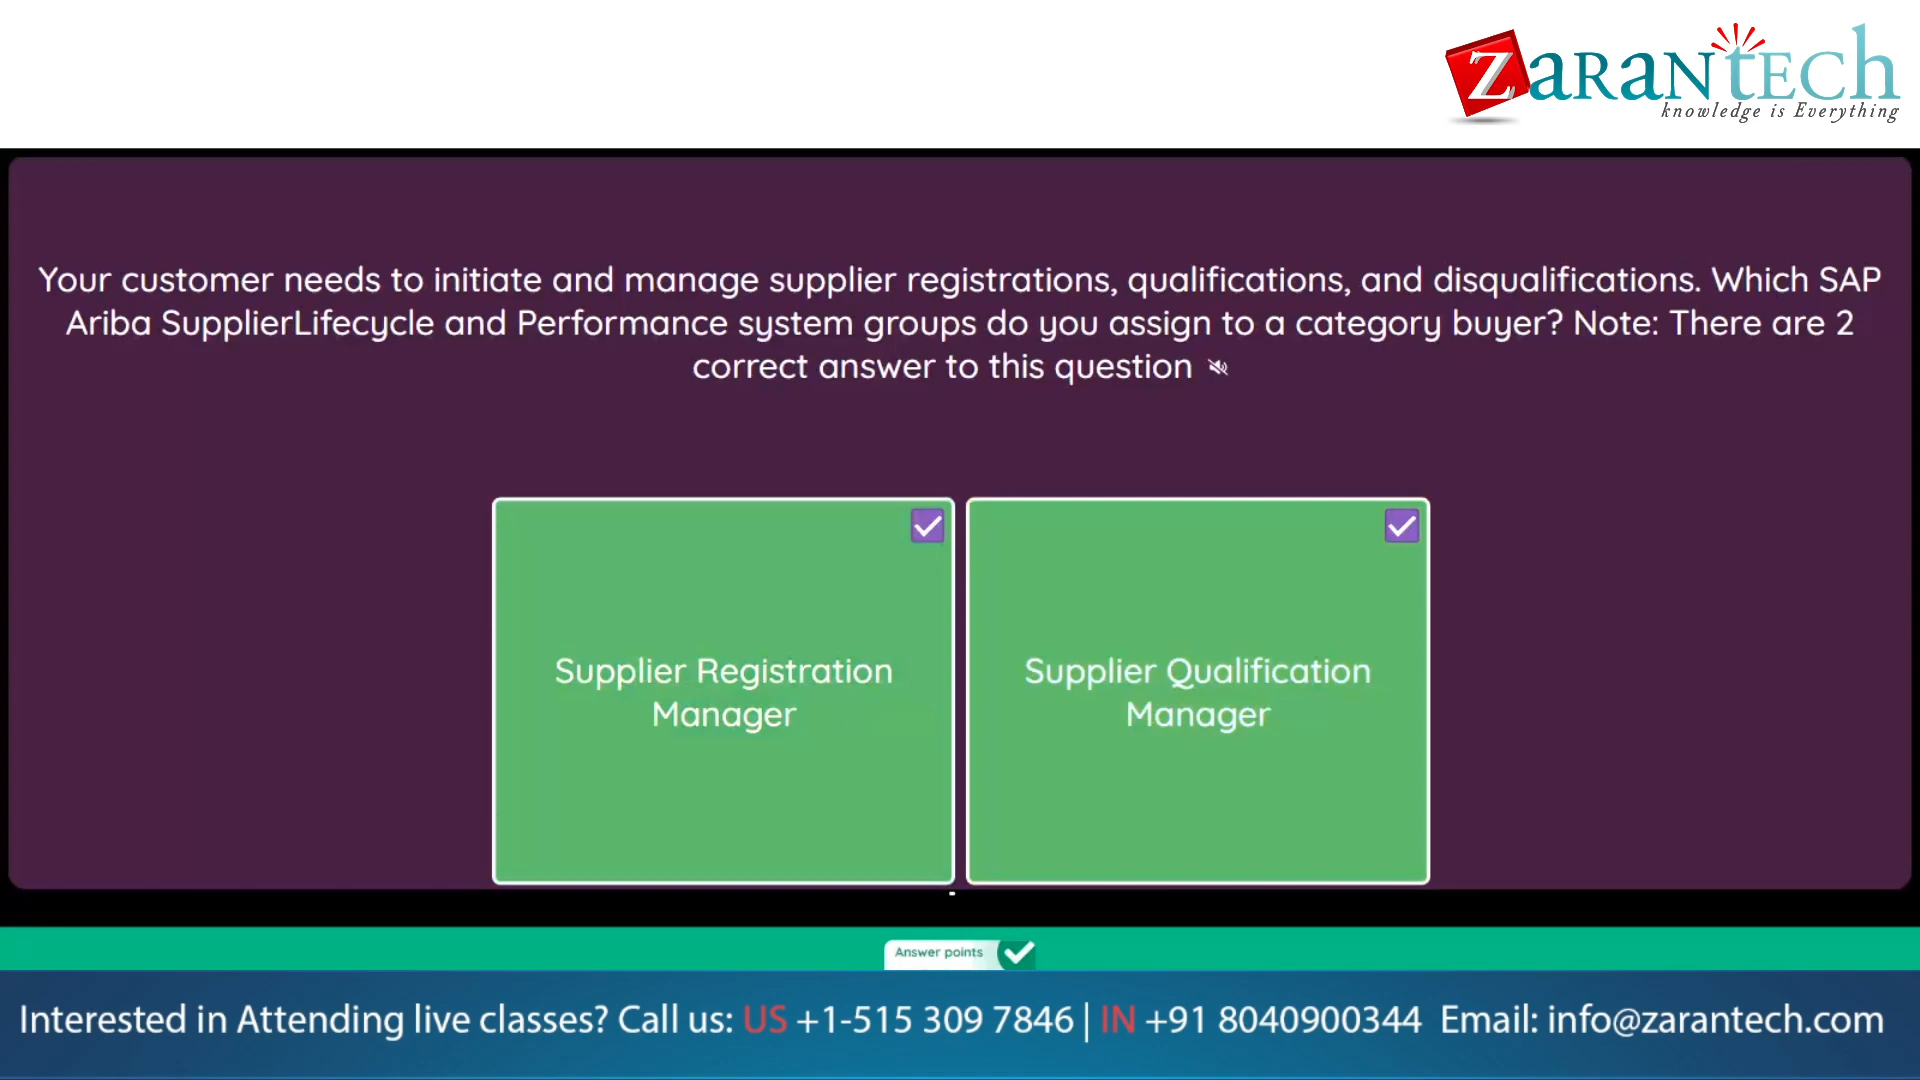 ZaranTech
knowledge is Everything
Your customer needs to initiate and manage supplier registrations, qualifications, and disqualifications. Which SAP
Ariba SupplierLifecycle and Performance system groups do you assign to a category buyer? Note: There are 2
correct answer to this question
Supplier Registration
Manager
Supplier Qualification
Manager
Answer points
Interested in Attending live classes? Call us: US +1-515 309 7846 | IN +91 8040900344 Email: info@zarantech.com